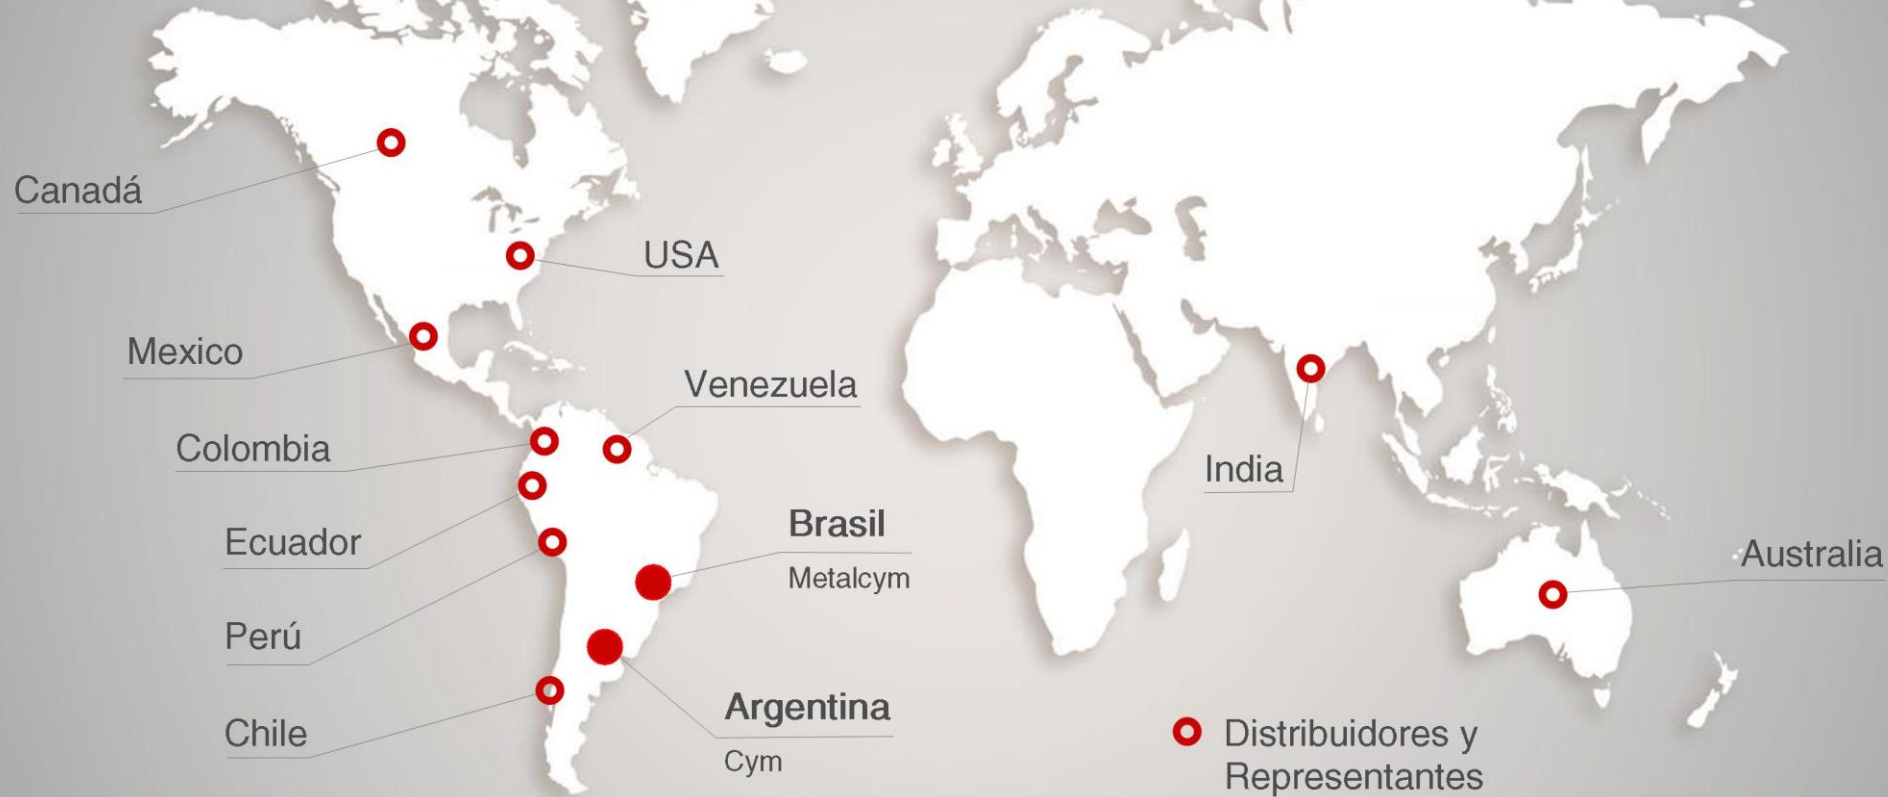 Canadá
USA
Mexico
Venezuela
Colombia
India
Brasil
Metalcym
Ecuador
Australia
Perú
Argentina
Cym
Chile
Distribuidores y
Representantes